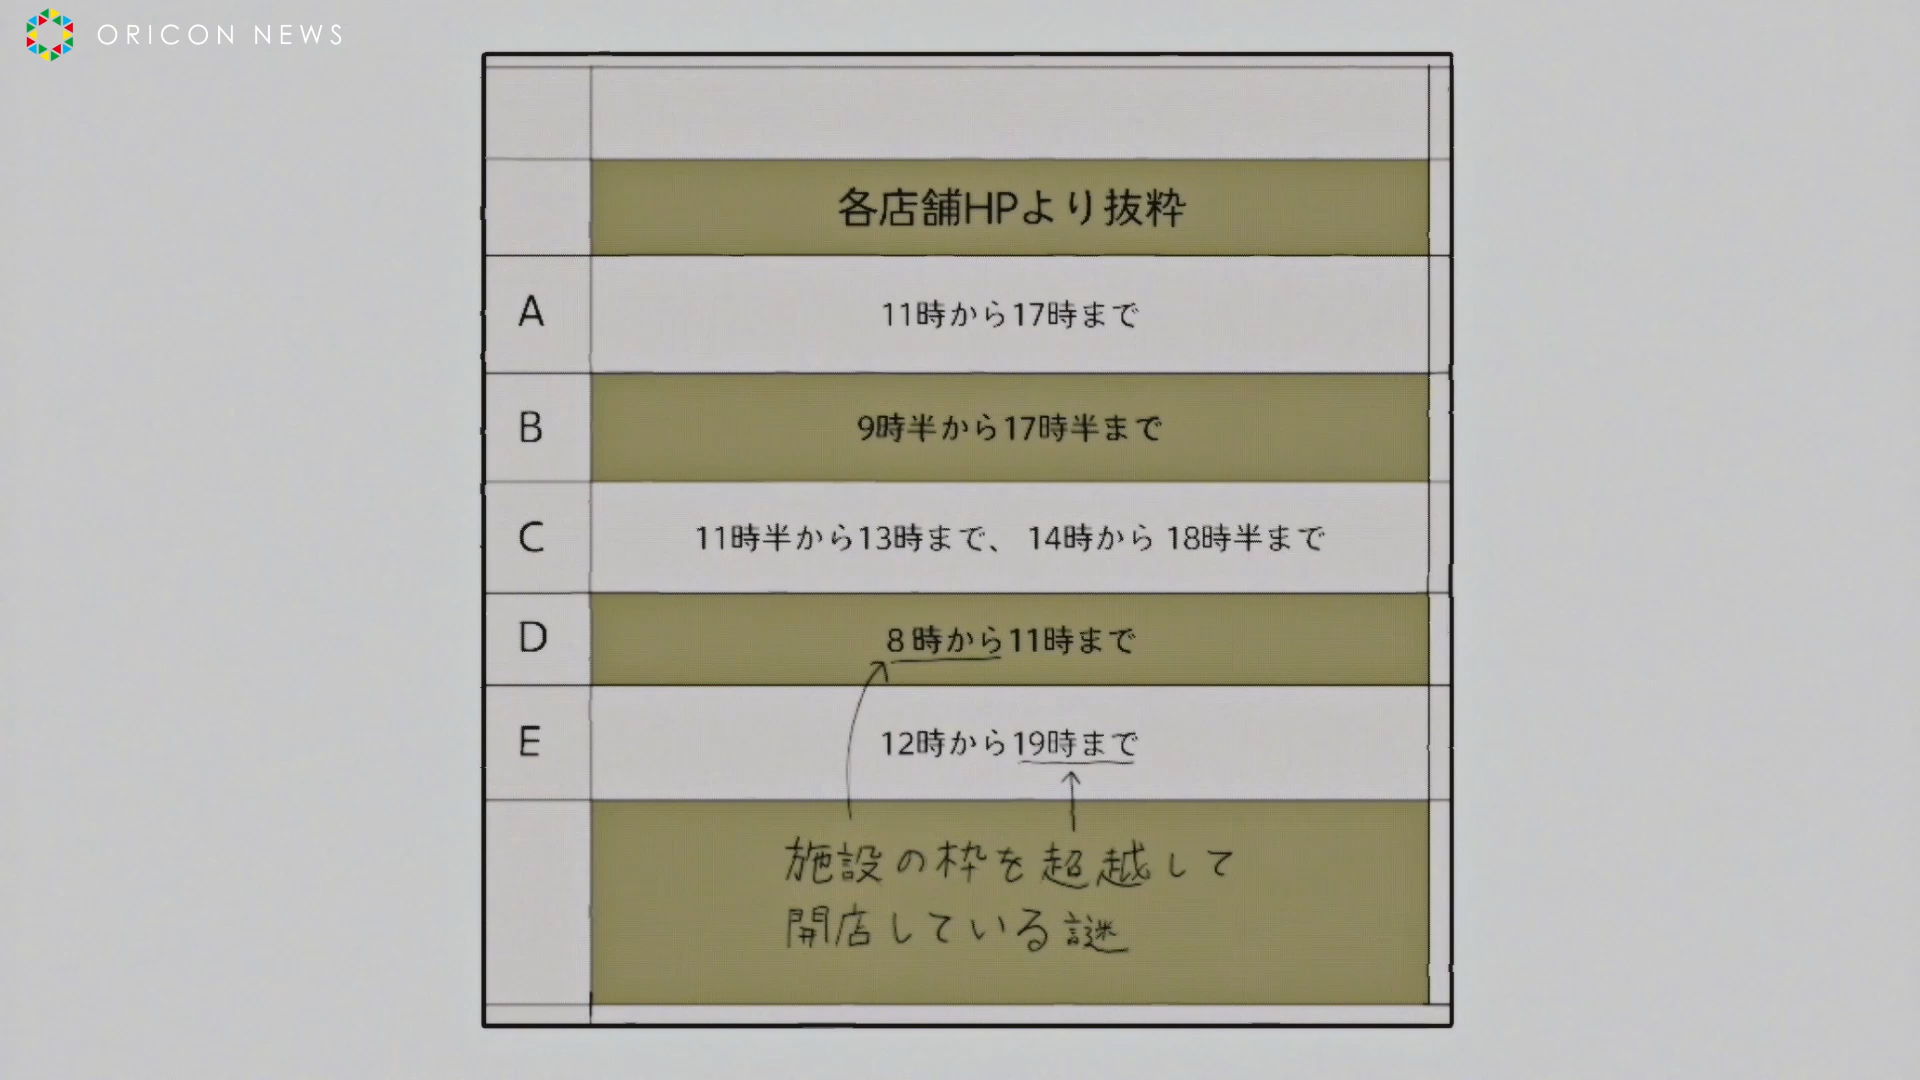 ORICON NEWS
各店舗HPより抜粋
A 11時から17時まで
B 9時半から17時半まで
C 11時半から13時まで、 14時から 18時半まで
D 8時から11時まで
E 12時から19時まで
施設の枠を超越して
開店している謎